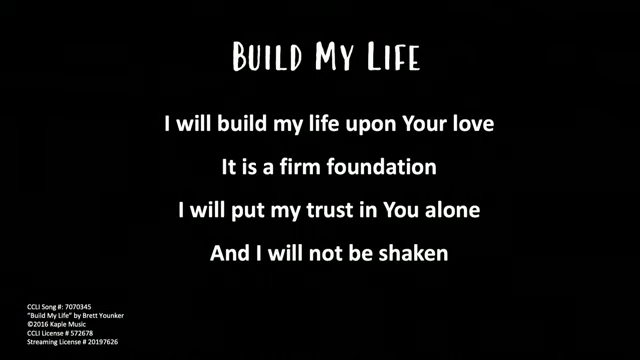 BUILD MY LIFE
I will build my life upon Your love
It is a firm foundation
I will put my trust in You alone
And I will not be shaken
CCLI Song #: 7070345
"Build My Life" by Brett Younker
©2016 Kaple Music
CCLI License # 572678
Streaming License # 20197626